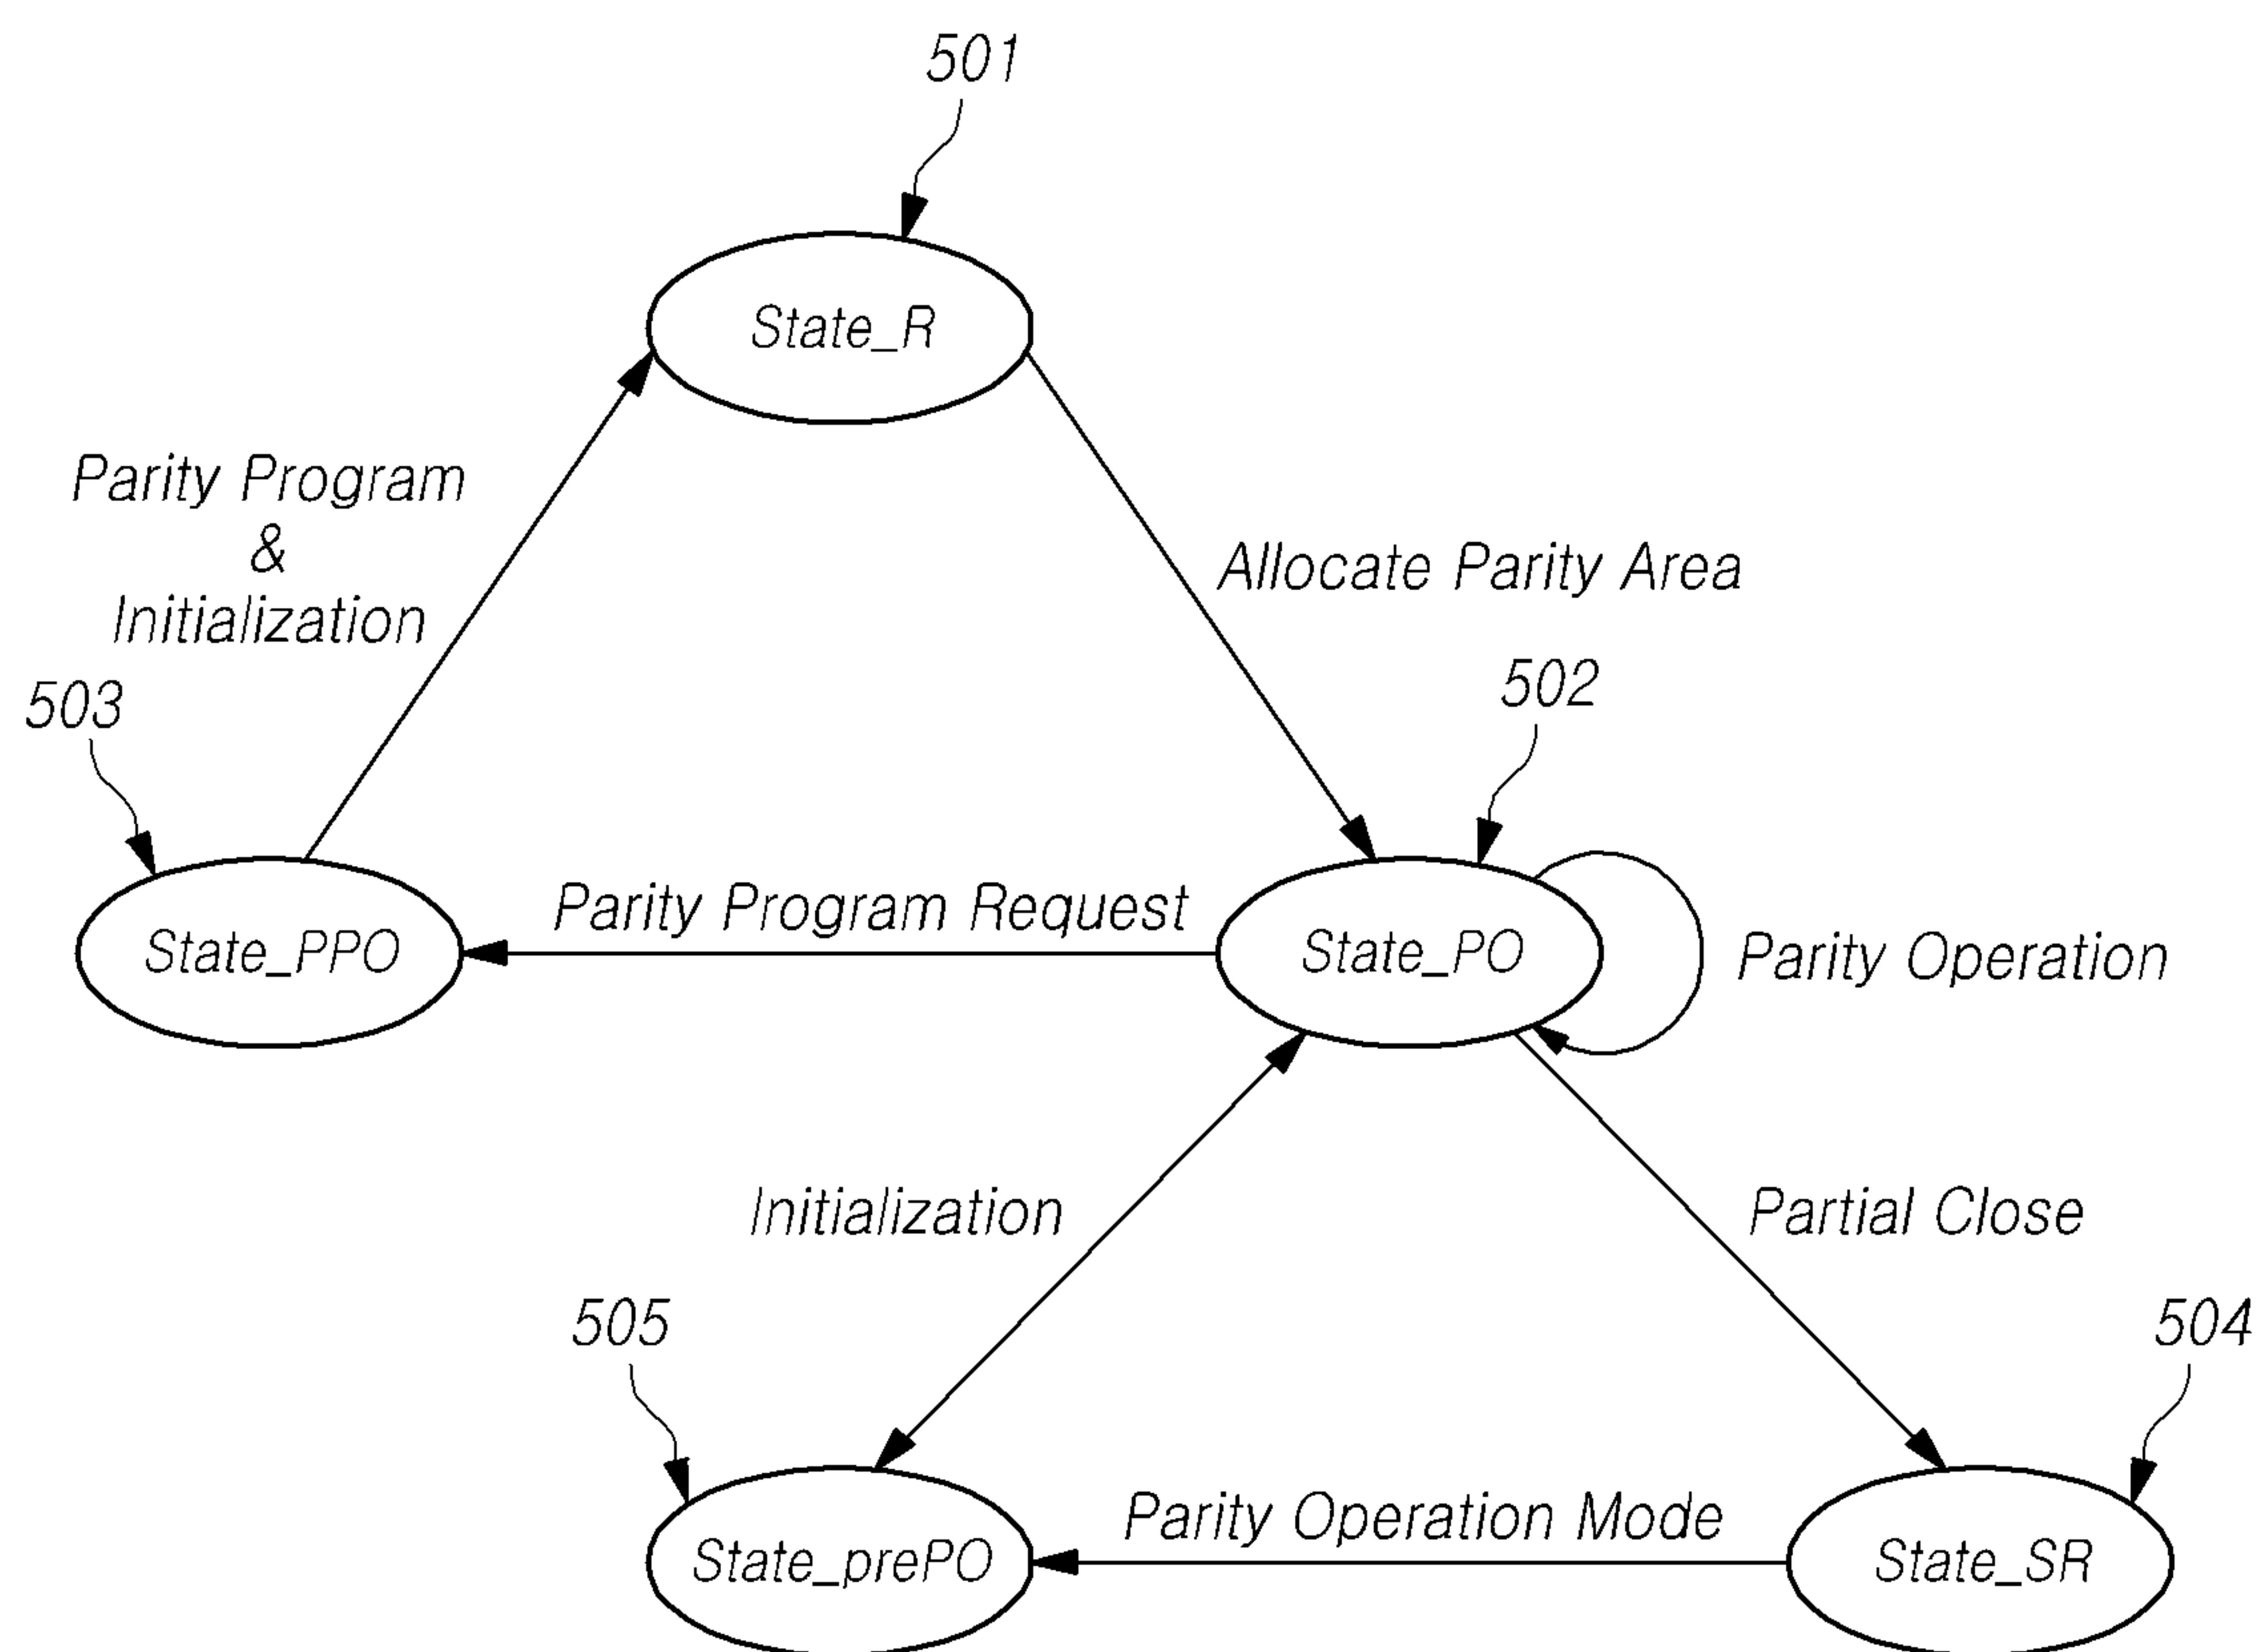 501
State_R
Parity Program
&
Initialization
Allocate Parity Area
502
503
Parity Program Request
State_PPO
State_PO
Parity Operation
Initialization
Partial Close
505
504
Parity Operation Mode
State_prePO
State_SR